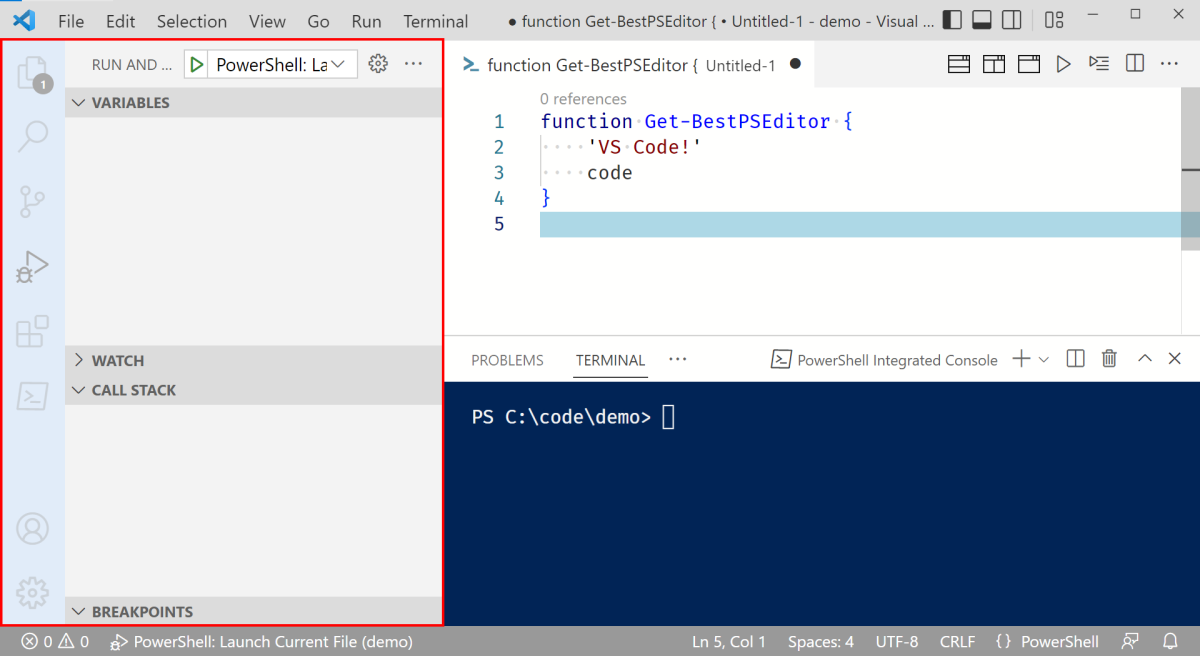 File Edit Selection View Go Run Terminal ● function Get-BestPSEditor { • Untitled-1 - demo - Visual ...
1
RUN AND ... PowerShell: La
VARIABLES
WATCH
CALL STACK
BREAKPOINTS
function Get-BestPSEditor { Untitled-1 ●
0 references
1 function·Get-BestPSEditor·{
2 ····'VS·Code!'
3 ····code
4 }
5
PROBLEMS TERMINAL ··· PowerShell Integrated Console
PS C:\code\demo>
0 0 PowerShell: Launch Current File (demo) Ln 5, Col 1 Spaces: 4 UTF-8 CRLF {} PowerShell